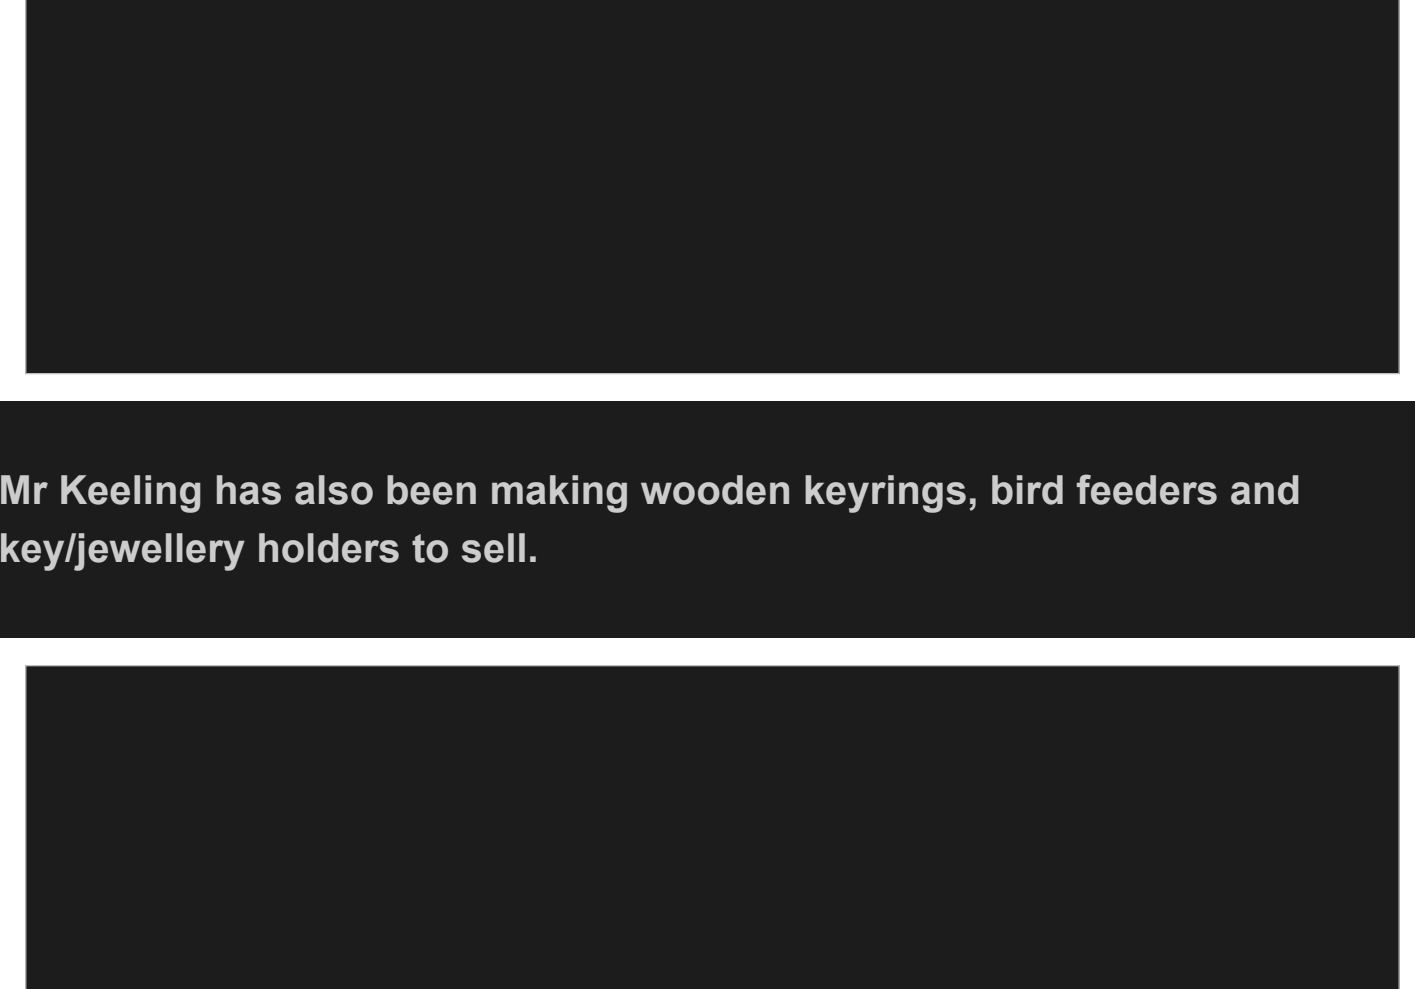 Mr Keeling has also been making wooden keyrings, bird feeders and
key/jewellery holders to sell.